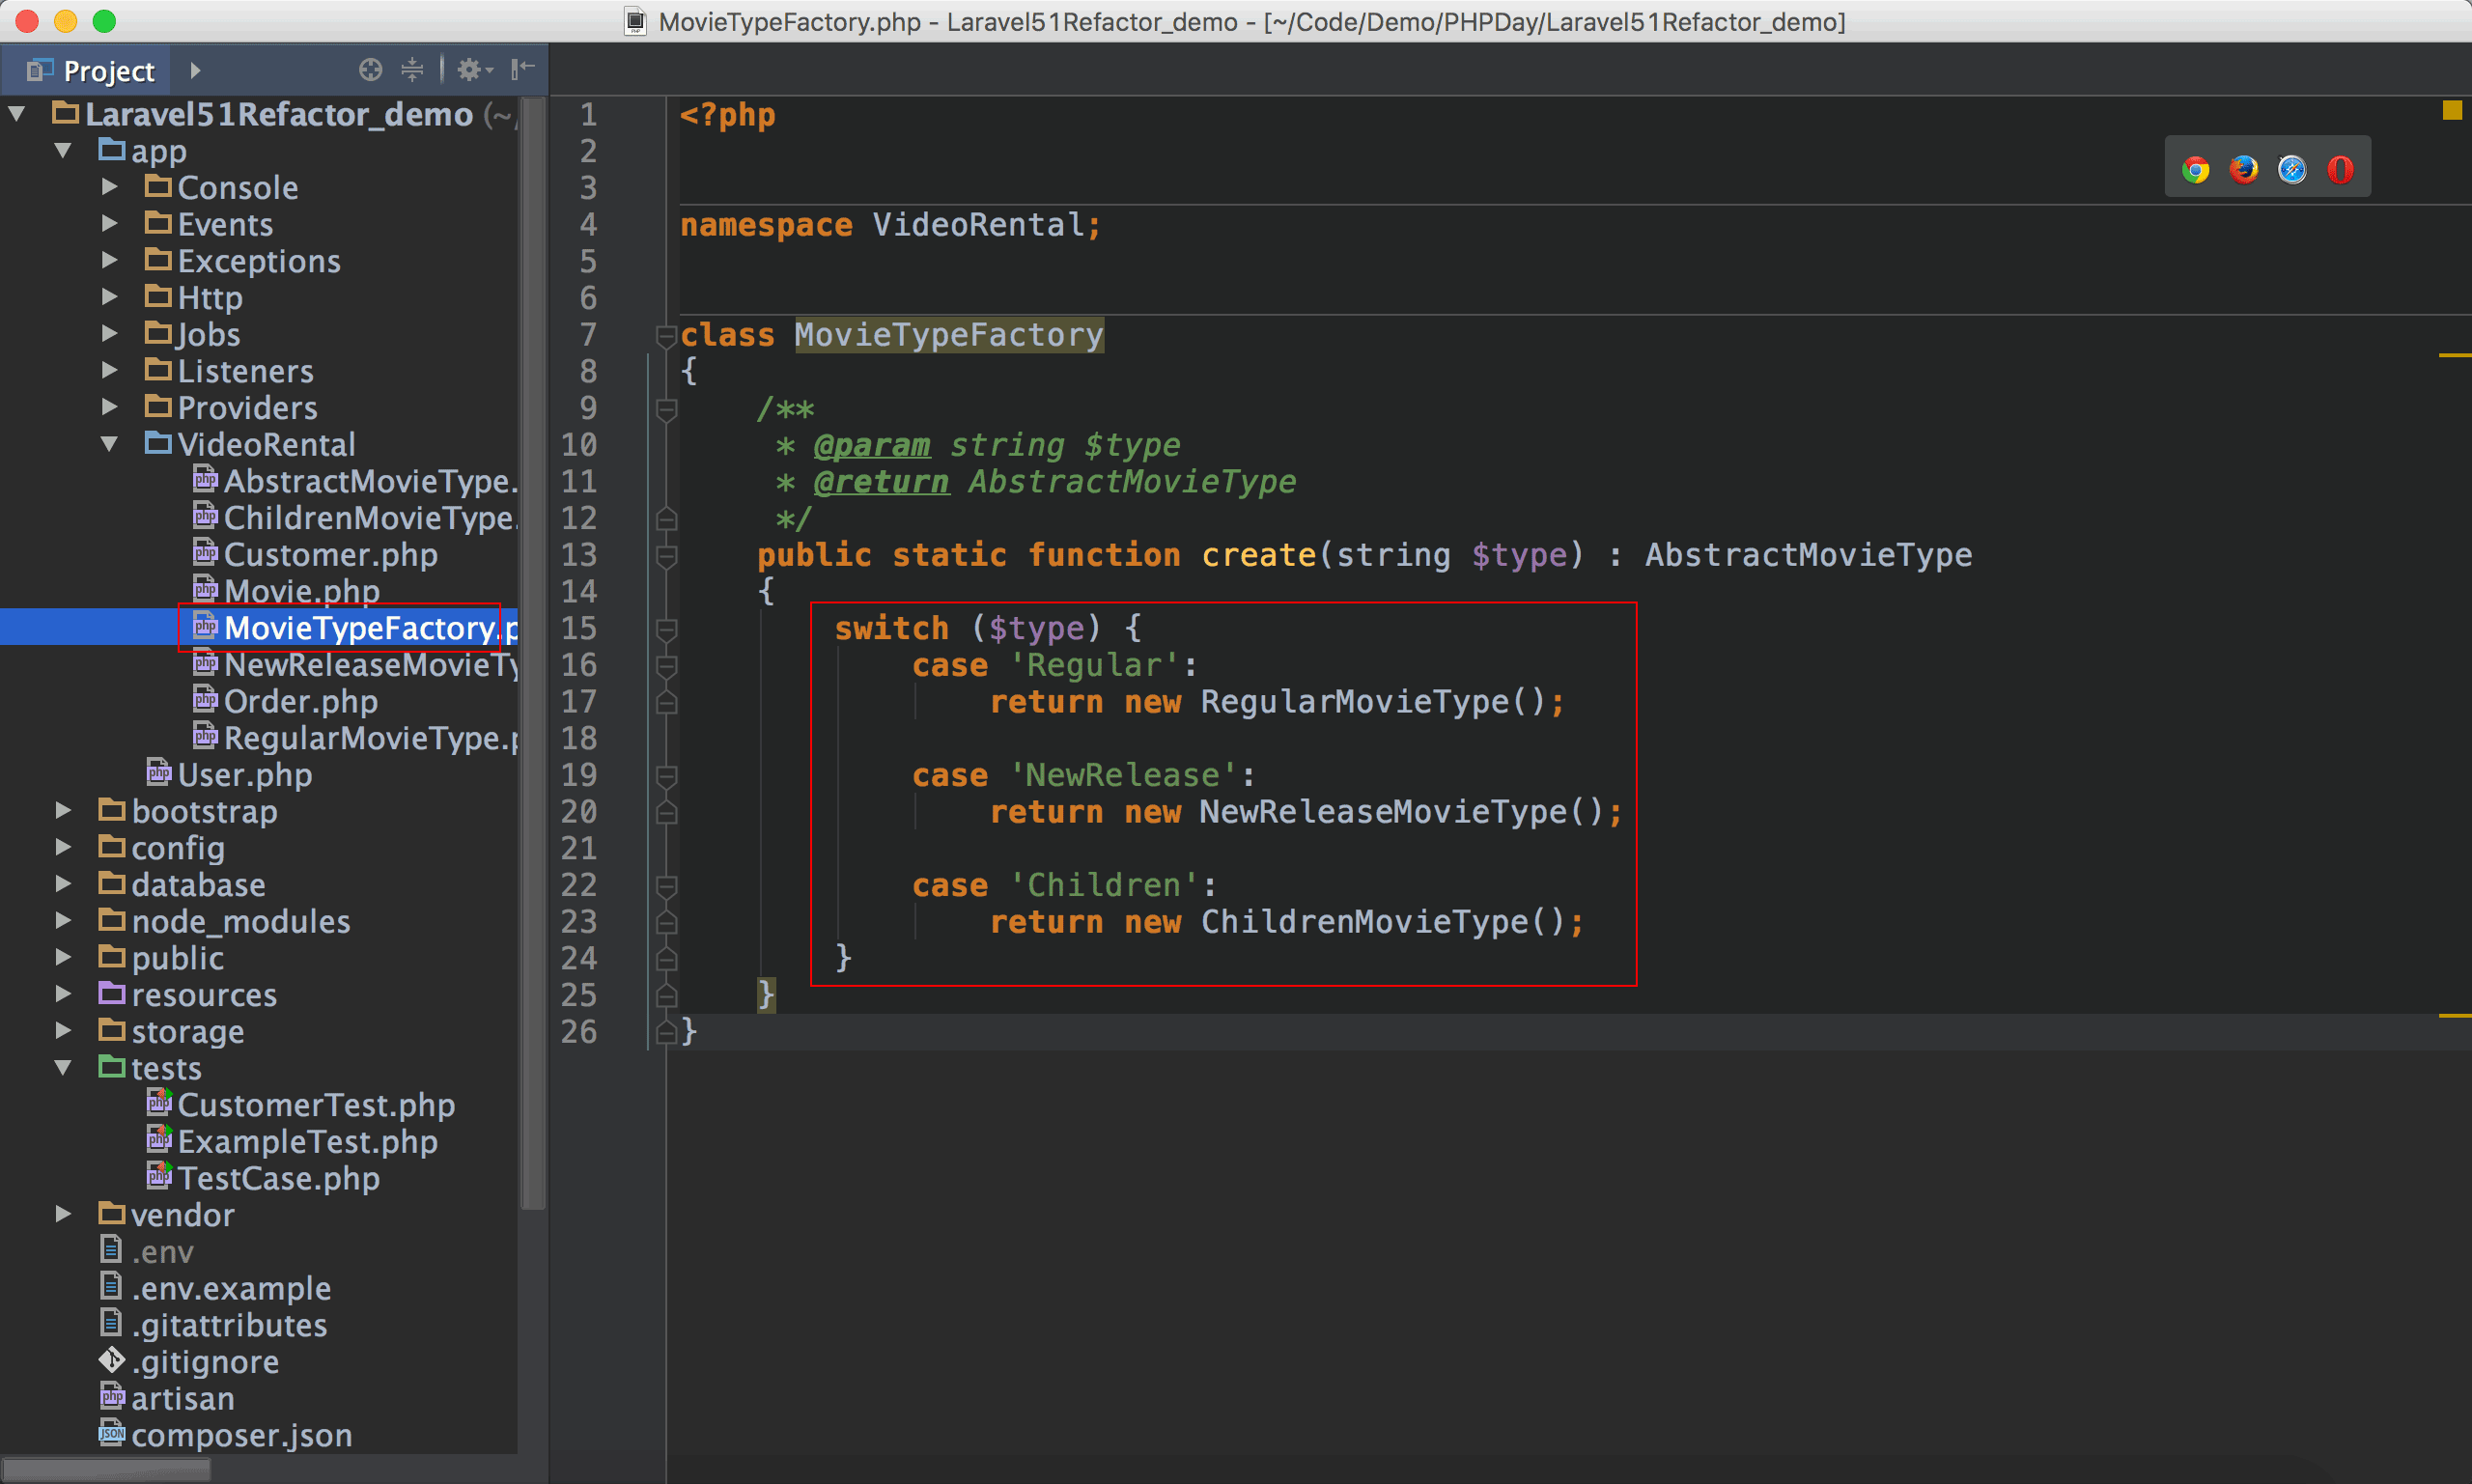 MovieTypeFactory.php - Laravel51Refactor_demo - [~/Code/Demo/PHPDay/Laravel51Refactor_demo]
Project
Laravel51Refactor_demo (~/
app
Console
Events
Exceptions
Http
Jobs
Listeners
Providers
VideoRental
AbstractMovieType.
ChildrenMovieType.
Customer.php
Movie.php
MovieTypeFactory.p
NewReleaseMovieTy
Order.php
RegularMovieType.p
User.php
bootstrap
config
database
node_modules
public
resources
storage
tests
CustomerTest.php
ExampleTest.php
TestCase.php
vendor
.env
.env.example
.gitattributes
.gitignore
artisan
composer.json
1 <?php
2
3
4 namespace VideoRental;
5
6
7 class MovieTypeFactory
8 {
9 /**
10 * @param string $type
11 * @return AbstractMovieType
12 */
13 public static function create(string $type) : AbstractMovieType
14 {
15 switch ($type) {
16 case 'Regular':
17 return new RegularMovieType();
18
19 case 'NewRelease':
20 return new NewReleaseMovieType();
21
22 case 'Children':
23 return new ChildrenMovieType();
24 }
25 }
26 }